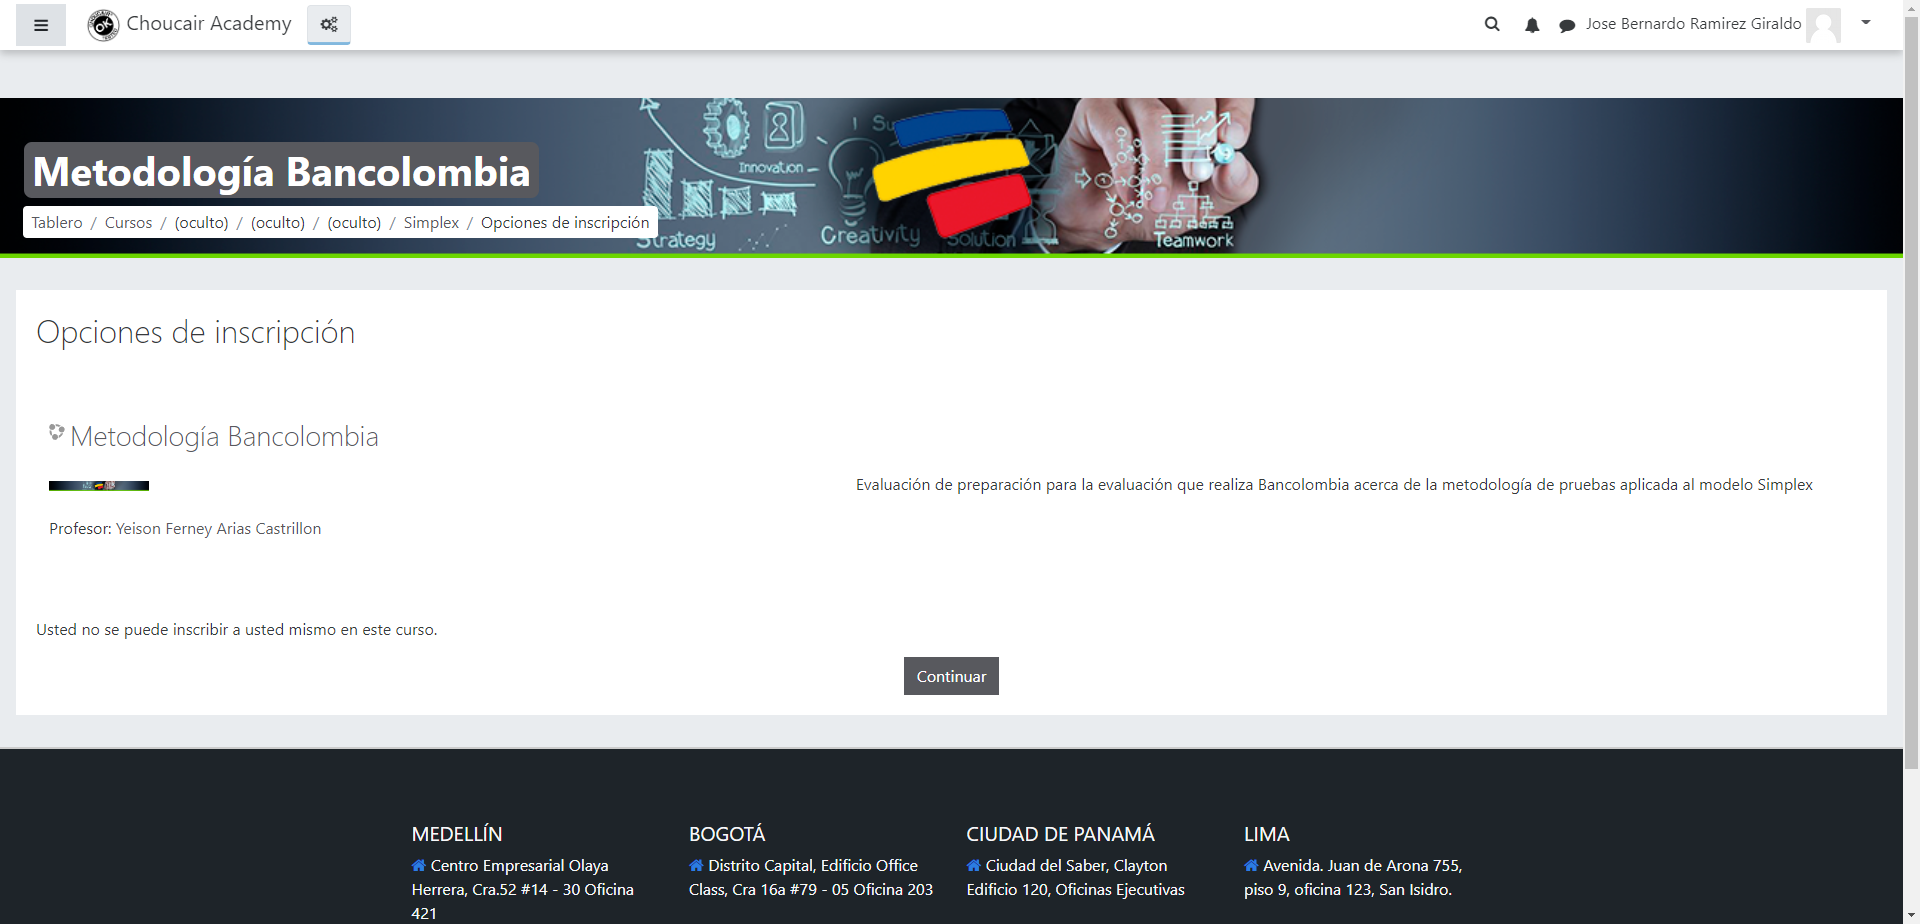 Choucair Academy
Jose Bernardo Ramirez Giraldo
Innovation
Metodología Bancolombia
Tablero / Cursos / (oculto) / (oculto) / (oculto) / Simplex / Opciones de inscripción
Strategy
Creativity
Solution
Teamwork
Opciones de inscripción
Metodología Bancolombia
Evaluación de preparación para la evaluación que realiza Bancolombia acerca de la metodología de pruebas aplicada al modelo Simplex
Profesor: Yeison Ferney Arias Castrillon
Usted no se puede inscribir a usted mismo en este curso.
Continuar
MEDELLÍN
Centro Empresarial Olaya
Herrera, Cra.52 #14 - 30 Oficina
421
BOGOTÁ
Distrito Capital, Edificio Office
Class, Cra 16a #79 - 05 Oficina 203
CIUDAD DE PANAMÁ
Ciudad del Saber, Clayton
Edificio 120, Oficinas Ejecutivas
LIMA
Avenida. Juan de Arona 755,
piso 9, oficina 123, San Isidro.